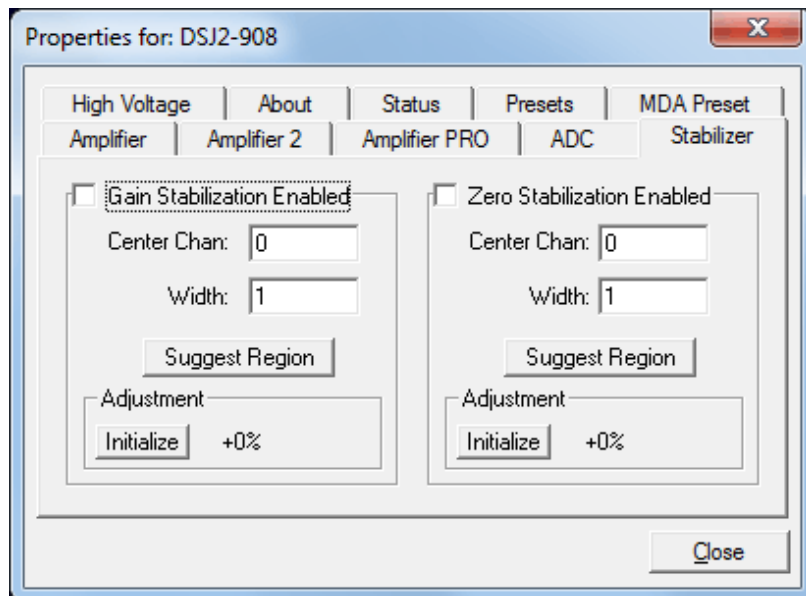 Properties for: DSJ2-908
x
High Voltage About Status Presets MDA Preset
Amplifier Amplifier 2 Amplifier PRO ADC Stabilizer
Gain Stabilization Enabled Zero Stabilization Enabled
Center Chan: 0 Center Chan: 0
Width: 1 Width: 1
Suggest Region Suggest Region
Adjustment Adjustment
Initialize +0% Initialize +0%
Close